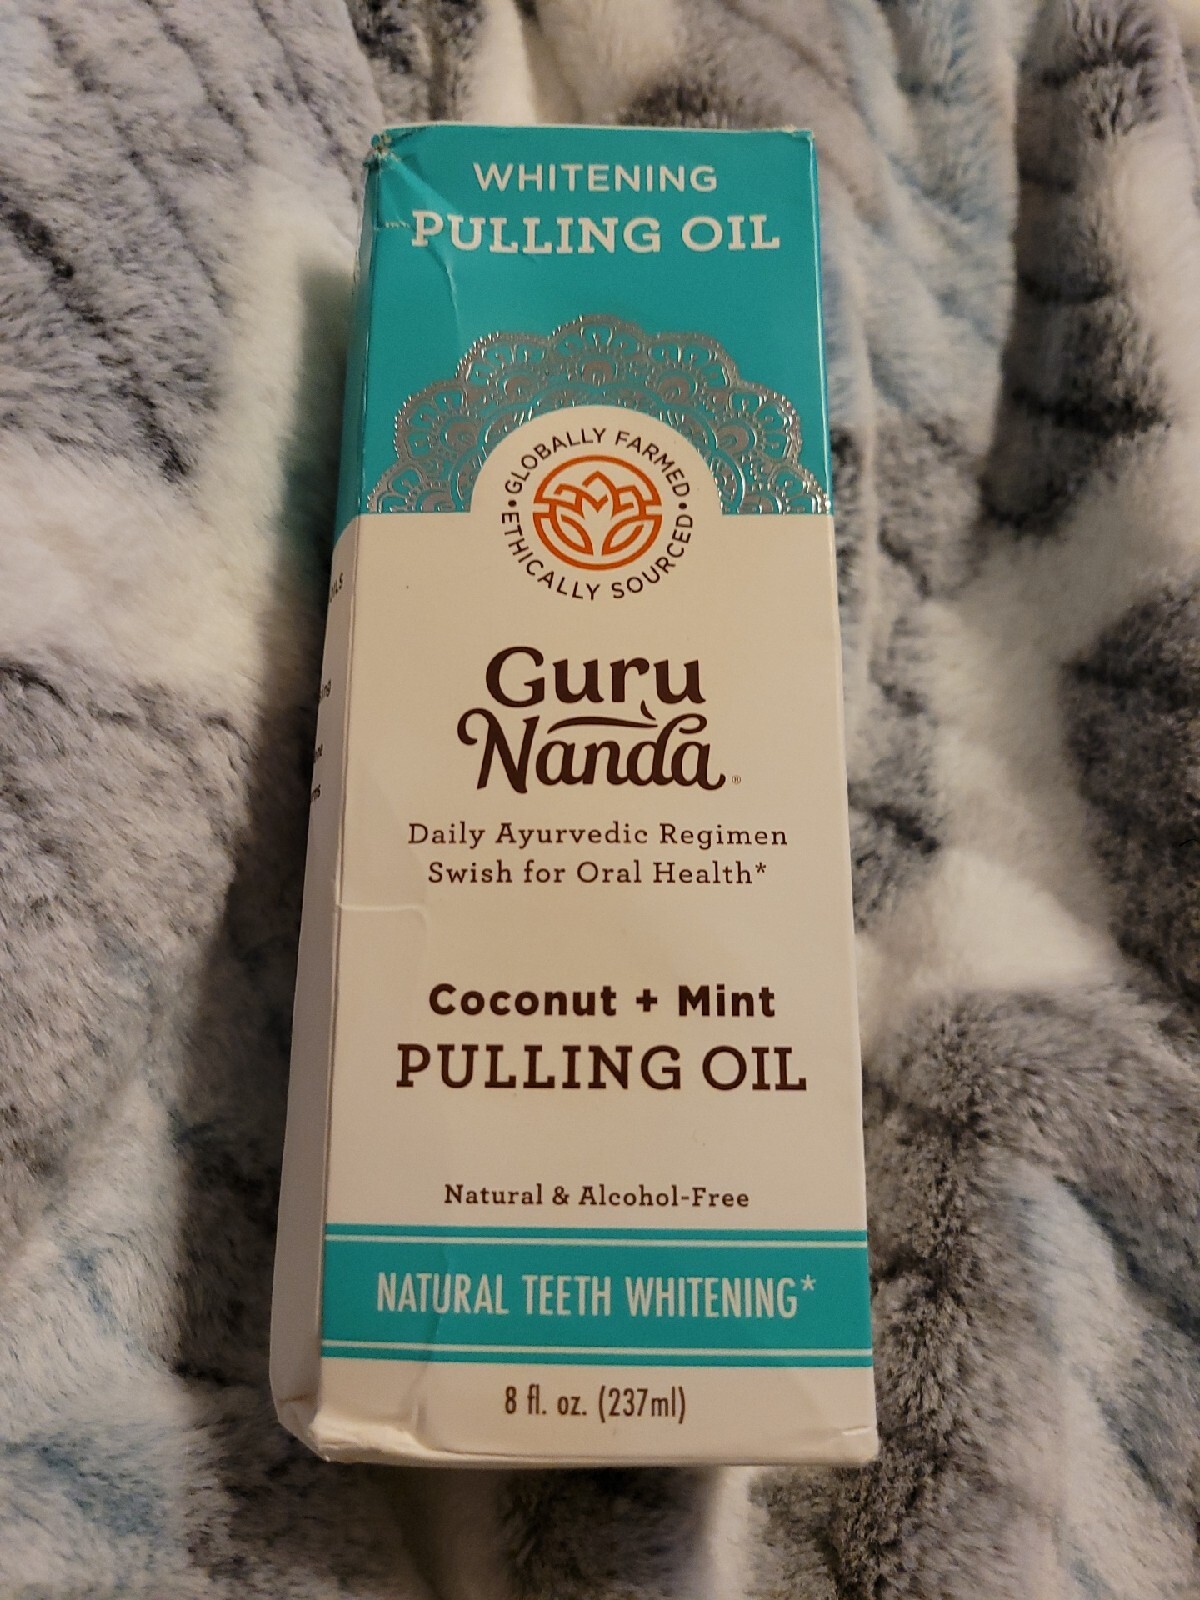 WHITENING
PULLING OIL
GLOBALLY FARMED
ETHICALLY SOURCED
Guru
Nanda®
Daily Ayurvedic Regimen
Swish for Oral Health*
Coconut + Mint
PULLING OIL
Natural & Alcohol-Free
NATURAL TEETH WHITENING*
8 fl. oz. (237ml)